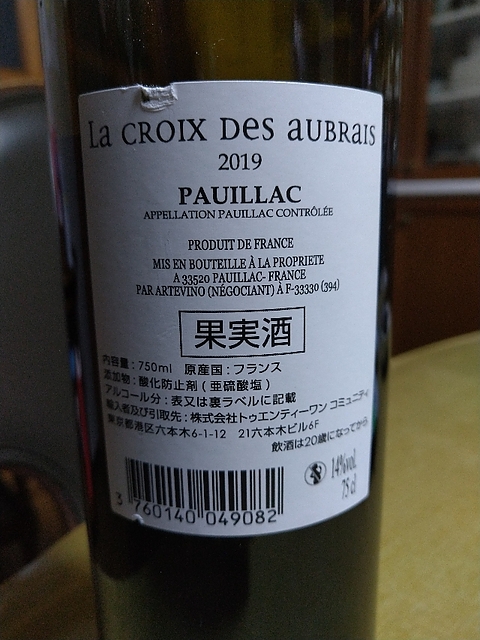 La CROIX Des aUBRaIS
2019
PAUILLAC
APPELLATION PAUILLAC CONTRÔLÉE
PRODUIT DE FRANCE
MIS EN BOUTEILLE À LA PROPRIETE
A 33520 PAUILLAC- FRANCE
PAR ARTEVINO (NÉGOCIANT) À F-33330 (394)
果実酒
内容量：750ml 原産国：フランス
添加物：酸化防止剤（亜硫酸塩）
アルコール分：表又は裏ラベルに記載
輸入者及び引取先：株式会社トゥエンティーワン コミュニティ
東京都港区六本木6-1-12 21六本木ビル6F
飲酒は20歳になってから
14%vol.
75 cl
3 760140 049082